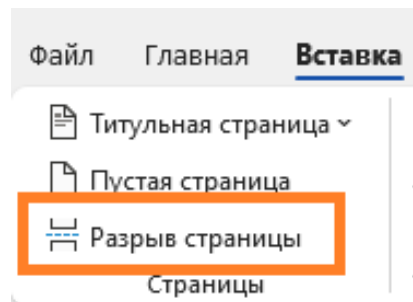 Файл Главная Вставка
Титульная страница
Пустая страница
Разрыв страницы
Страницы